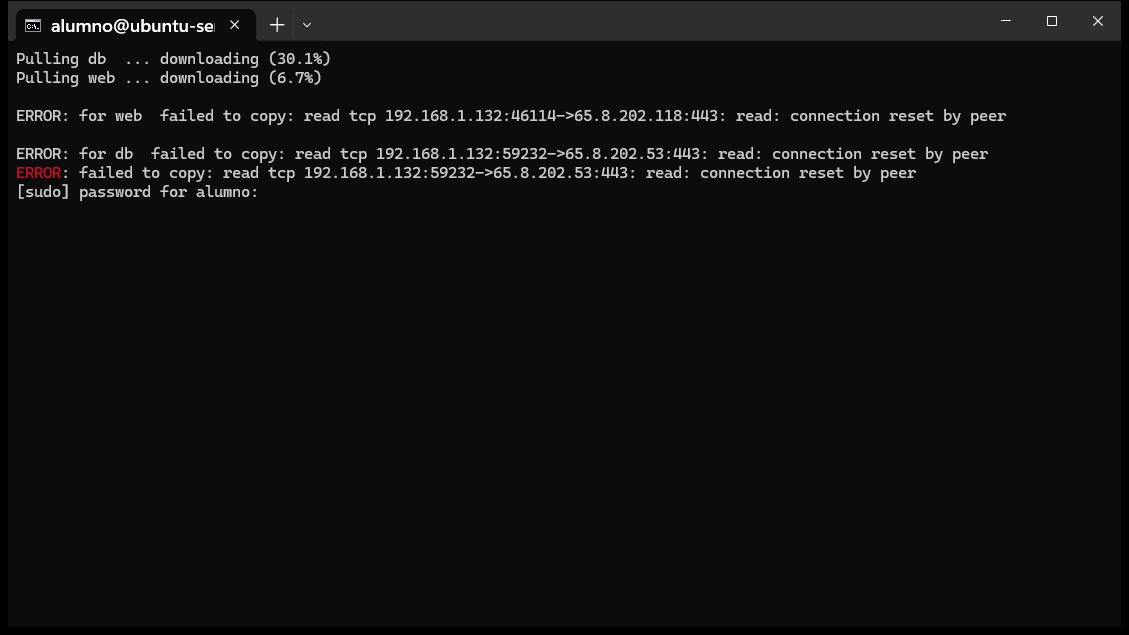 alumno@ubuntu-se
Pulling db  ... downloading (30.1%)
Pulling web ... downloading (6.7%)
ERROR: for web  failed to copy: read tcp 192.168.1.132:46114->65.8.202.118:443: read: connection reset by peer
ERROR: for db  failed to copy: read tcp 192.168.1.132:59232->65.8.202.53:443: read: connection reset by peer
ERROR: failed to copy: read tcp 192.168.1.132:59232->65.8.202.53:443: read: connection reset by peer
[sudo] password for alumno: